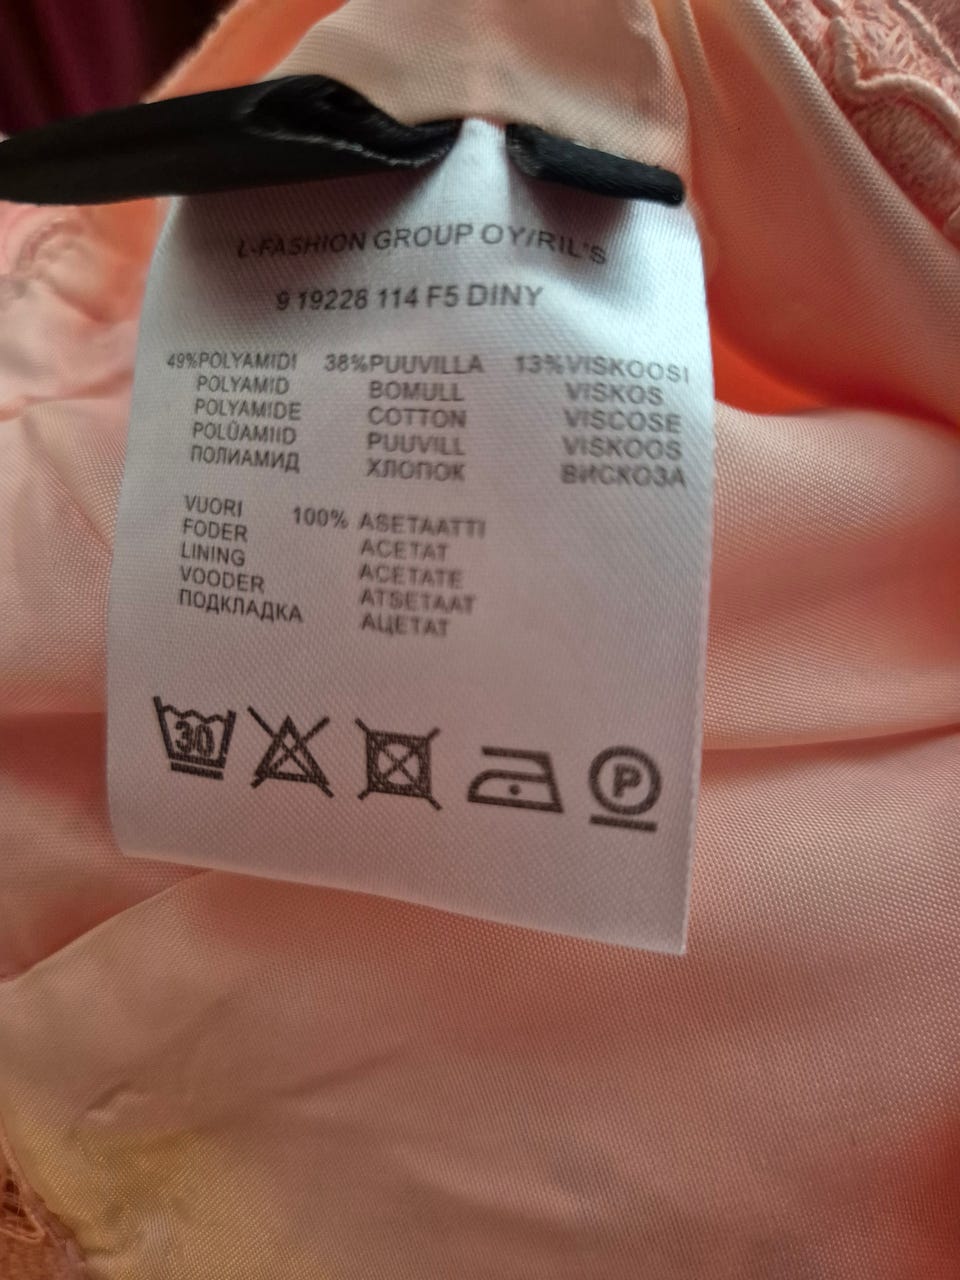 L-FASHION GROUP OY/RIL'S
9 19228 114 F5 DINY
49%POLYAMIDI 38%PUUVILLA 13%VISKOOSI
POLYAMID BOMULL VISKOS
POLYAMIDE COTTON VISCOSE
POLÜAMIID PUUVILL VISKOOS
ПОЛИАМИД ХЛОПОК ВИСКОЗА
VUORI 100% ASETAATTI
FODER ACETAT
LINING ACETATE
VOODER ATSETAAT
ПОДКЛАДКА АЦЕТАТ
30 P